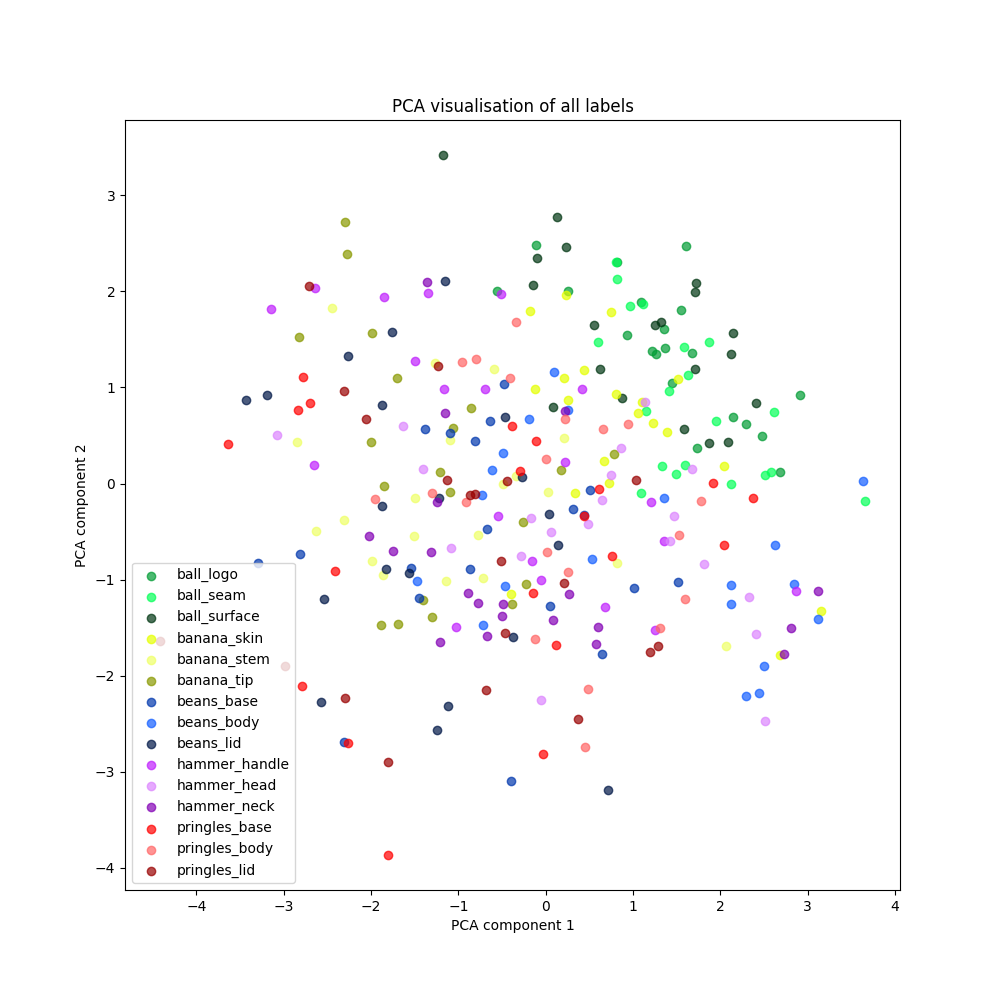 PCA visualisation of all labels
3
2
1
0
−1
−2
−3
−4
PCA component 2
ball_logo
ball_seam
ball_surface
banana_skin
banana_stem
banana_tip
beans_base
beans_body
beans_lid
hammer_handle
hammer_head
hammer_neck
pringles_base
pringles_body
pringles_lid
−4 −3 −2 −1 0 1 2 3 4
PCA component 1